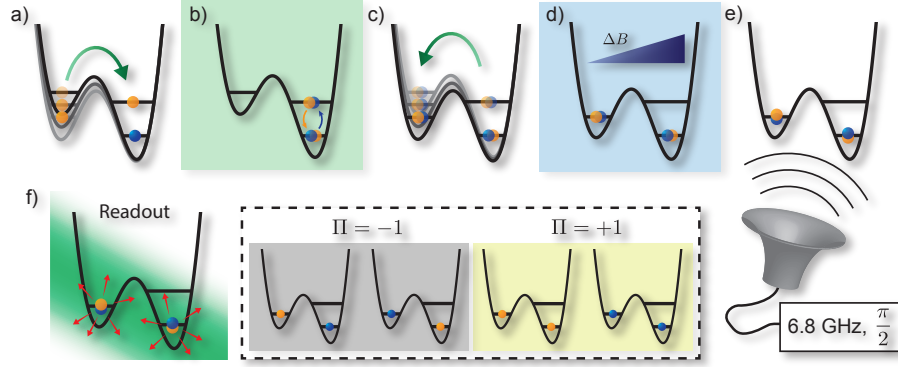 a)
b)
c)
d)
e)
ΔB
f)
Readout
Π = −1
Π = +1
6.8 GHz, π/2